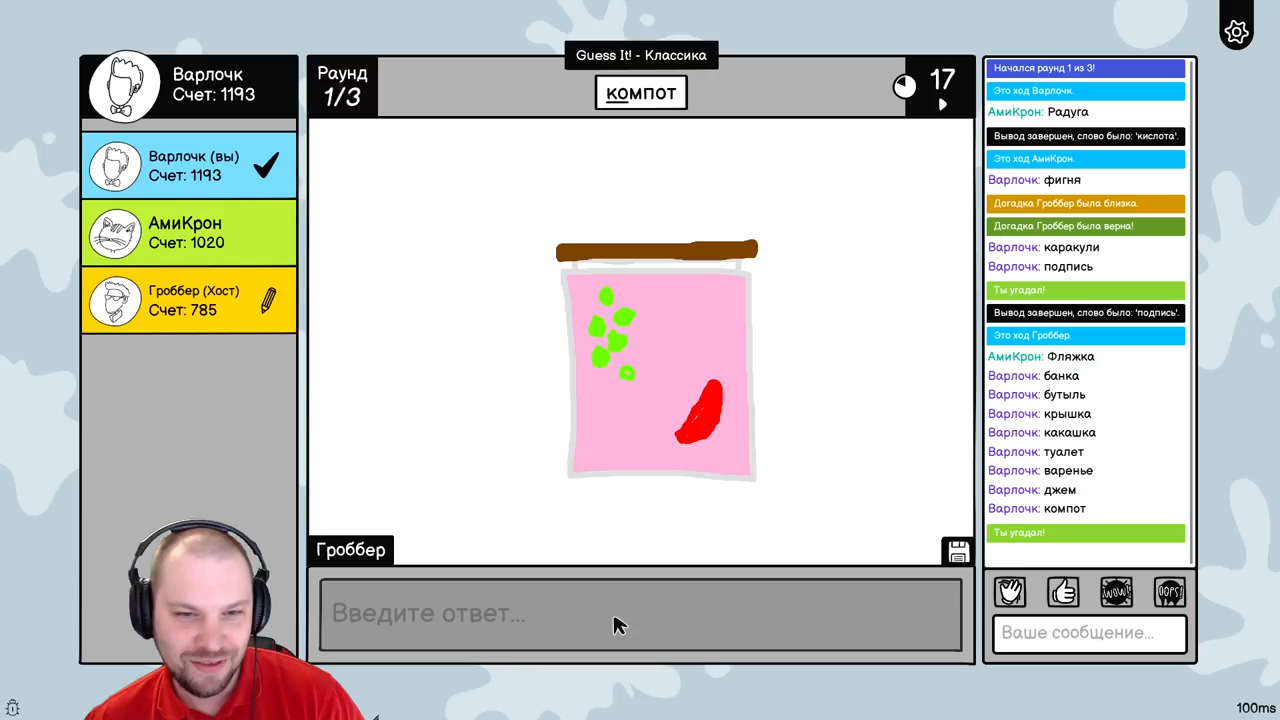 Guess It! - Классика
Варлочк
Счет: 1193
Раунд
1/3
компот
17
Варлочк (вы)
Счет: 1193
АмиКрон
Счет: 1020
Гроббер (Хост)
Счет: 785
Гроббер
Введите ответ...
Начался раунд 1 из 3!
Это ход Варлочк.
АмиКрон: Радуга
Вывод завершен, слово было: 'кислота'.
Это ход АмиКрон.
Варлочк: фигня
Догадка Гроббер была близка.
Догадка Гроббер была верна!
Варлочк: каракули
Варлочк: подпись
Ты угадал!
Вывод завершен, слово было: 'подпись'.
Это ход Гроббер.
АмиКрон: Фляжка
Варлочк: банка
Варлочк: бутыль
Варлочк: крышка
Варлочк: какашка
Варлочк: туалет
Варлочк: варенье
Варлочк: джем
Варлочк: компот
Ты угадал!
WOW!
OOPS!
Ваше сообщение...
100ms